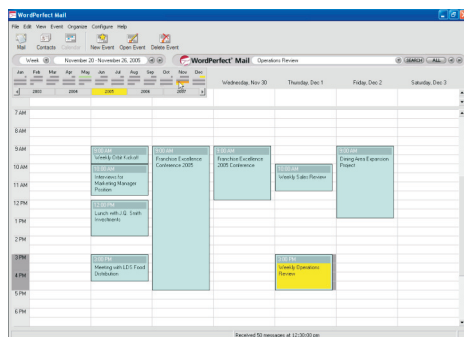 WordPerfect Mail
File Edit View Event Organize Configure Help
Mail Contacts Calendar New Event Open Event Delete Event
Week November 20 - November 26, 2005 WordPerfect® Mail Operations Review SEARCH ALL
Jan Feb Mar Apr May Jun Jul Aug Sep Oct Nov Dec
2003 2004 2005 2006 2007
Wednesday, Nov 30 Thursday, Dec 1 Friday, Dec 2 Saturday, Dec 3
7 AM
8 AM
9 AM
10 AM
11 AM
12 PM
1 PM
2 PM
3 PM
4 PM
5 PM
6 PM
9:00 AM
Weekly Debt Kickoff
10:00 AM
Interviews for
Marketing Manager
Position
12:00 PM
Lunch with J.G. Smith
Investments
3:00 PM
Meeting with LDS Food
Distribution
9:00 AM
Franchise Excellence
Conference 2005
9:00 AM
Franchise Excellence
2005 Conference
10:00 AM
Weekly Sales Review
3:00 PM
Weekly Operations
Review
9:00 AM
Dining Area Expansion
Project
Received 50 messages at 12:30:00 pm